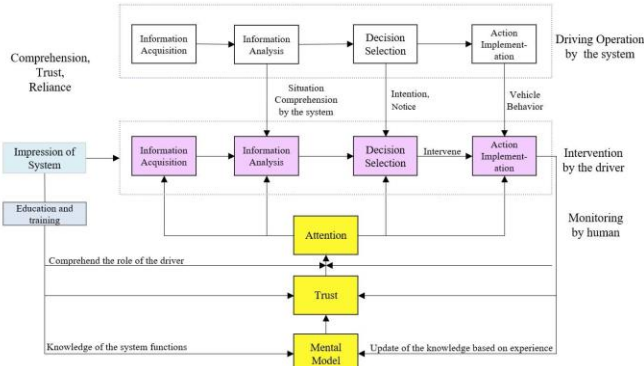 Comprehension,
Trust,
Reliance
Information
Acquisition
Information
Analysis
Decision
Selection
Action
Implement-
ation
Driving Operation
by the system
Situation
Comprehension
by the system
Intention,
Notice
Vehicle
Behavior
Impression of
System
Information
Acquisition
Information
Analysis
Decision
Selection
Intervene
Action
Implement-
ation
Intervention
by the driver
Education and
training
Monitoring
by human
Attention
Comprehend the role of the driver
Trust
Knowledge of the system functions
Mental
Model
Update of the knowledge based on experience